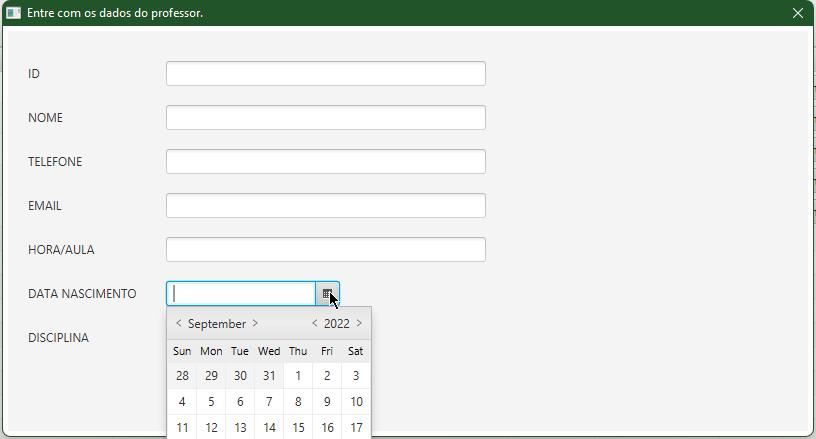 Entre com os dados do professor.
ID
NOME
TELEFONE
EMAIL
HORA/AULA
DATA NASCIMENTO
September 2022
DISCIPLINA
Sun Mon Tue Wed Thu Fri Sat
28 29 30 31 1 2 3
4 5 6 7 8 9 10
11 12 13 14 15 16 17